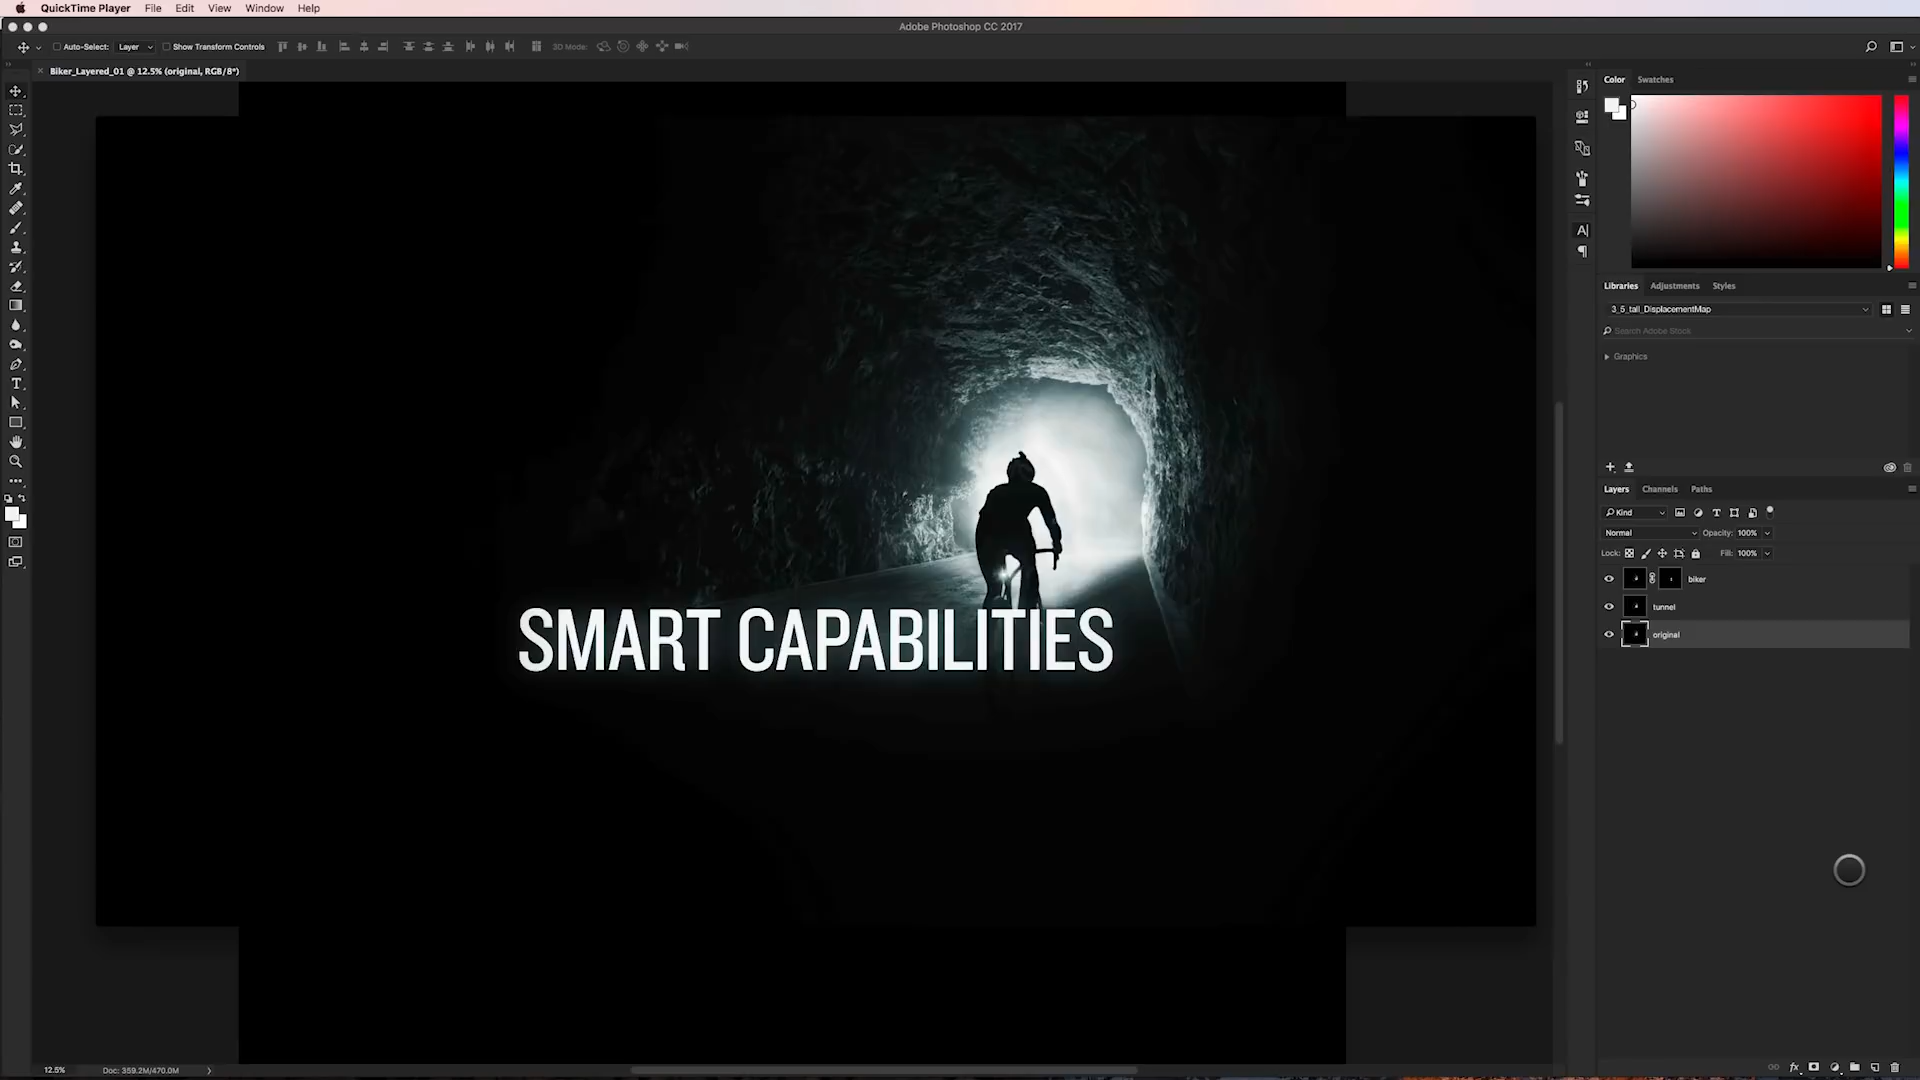 QuickTime Player File Edit View Window Help
Adobe Photoshop CC 2017
Auto-Select: Layer Show Transform Controls 3D Mode:
Biker_Layered_01 @ 12.5% (original, RGB/8*)
Color Swatches
Libraries Adjustments Styles
3_5_tall_DisplacementMap
Search Adobe Stock
Graphics
SMART CAPABILITIES
Layers Channels Paths
Kind
Normal Opacity: 100%
Lock: Fill: 100%
biker
tunnel
original
12.5% Doc: 359.2M/470.0M